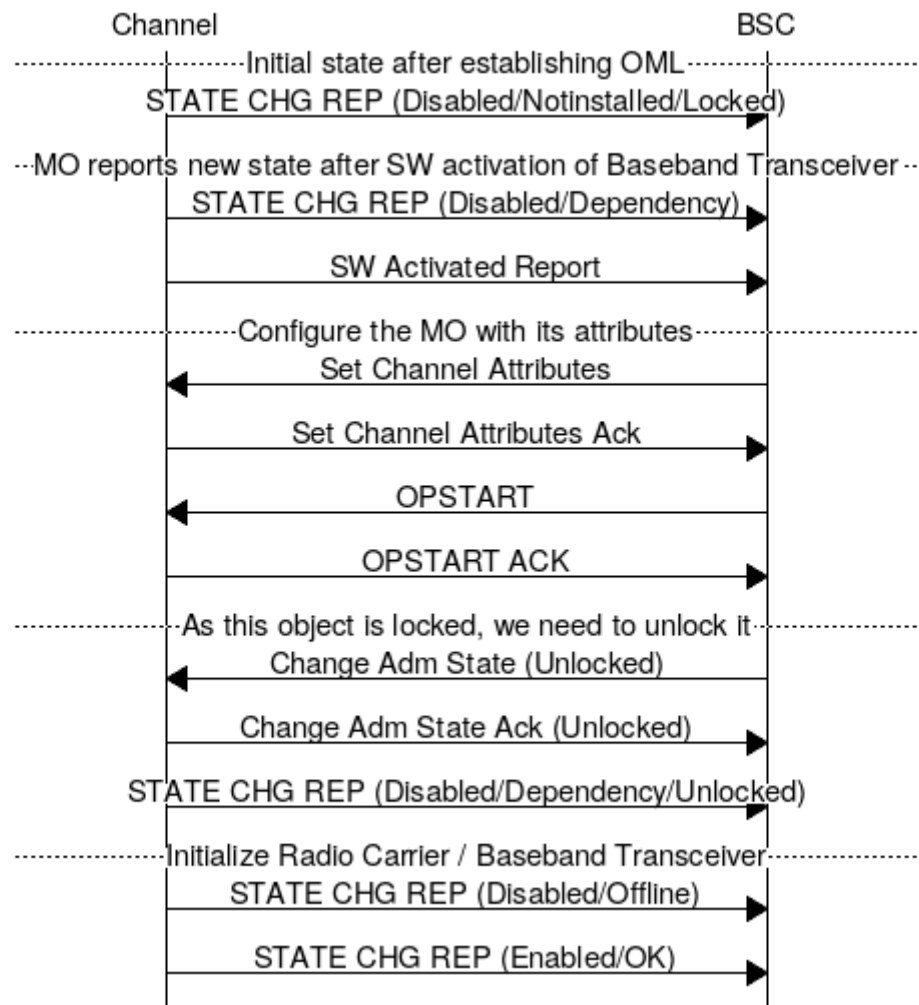 Channel BSC
Initial state after establishing OML
STATE CHG REP (Disabled/Notinstalled/Locked)
MO reports new state after SW activation of Baseband Transceiver
STATE CHG REP (Disabled/Dependency)
SW Activated Report
Configure the MO with its attributes
Set Channel Attributes
Set Channel Attributes Ack
OPSTART
OPSTART ACK
As this object is locked, we need to unlock it
Change Adm State (Unlocked)
Change Adm State Ack (Unlocked)
STATE CHG REP (Disabled/Dependency/Unlocked)
Initialize Radio Carrier / Baseband Transceiver
STATE CHG REP (Disabled/Offline)
STATE CHG REP (Enabled/OK)